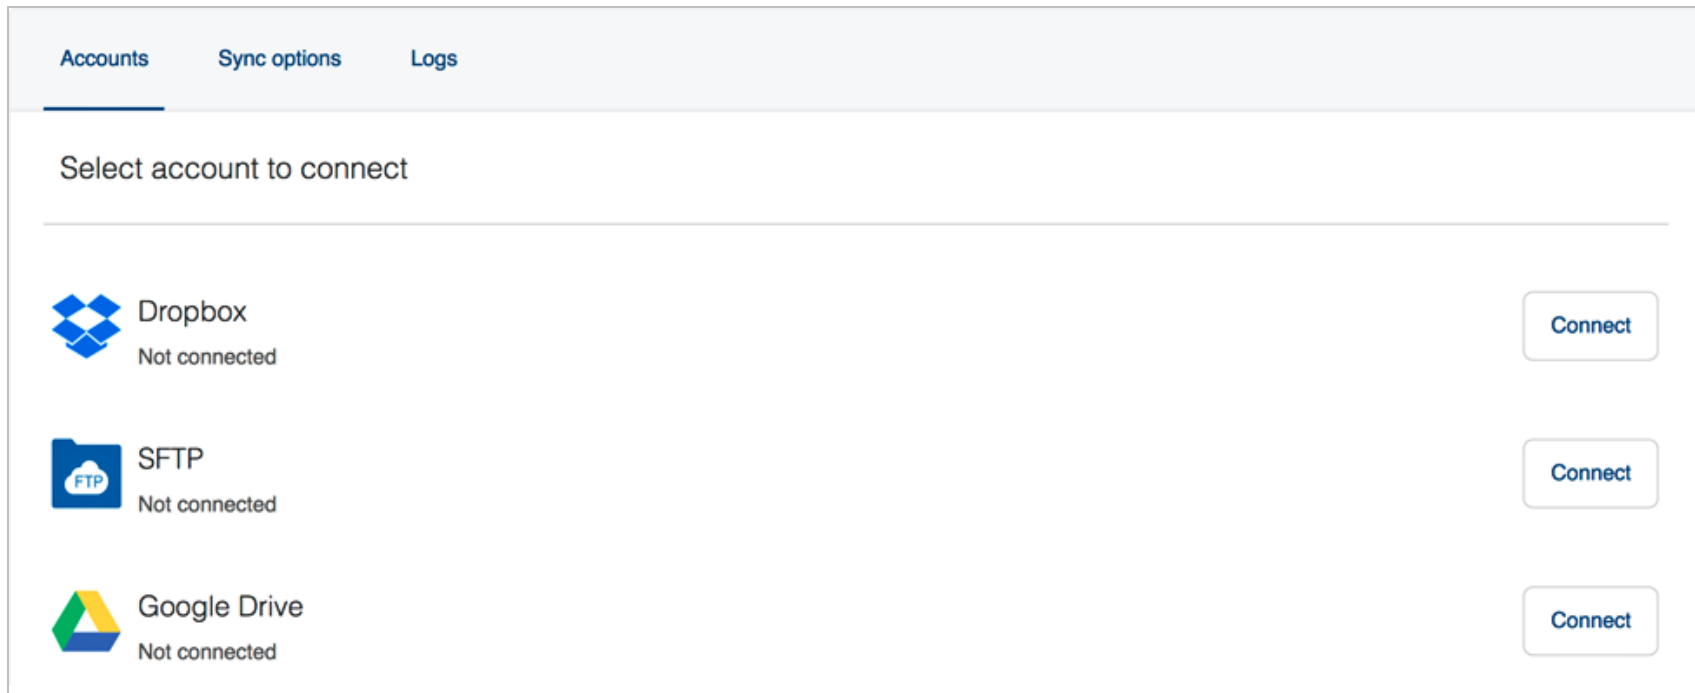 Accounts Sync options Logs
Select account to connect
Dropbox
Not connected
Connect
FTP
SFTP
Not connected
Connect
Google Drive
Not connected
Connect